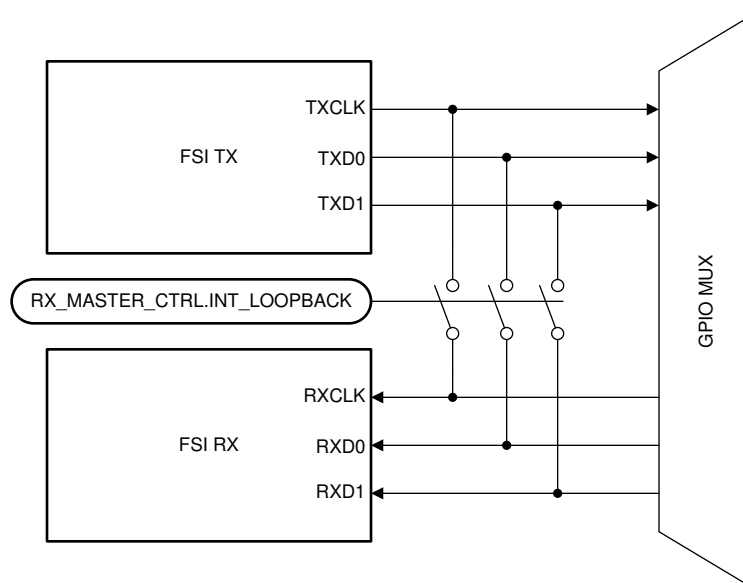 TXCLK
FSI TX
TXD0
TXD1
RX_MASTER_CTRL.INT_LOOPBACK
GPIO MUX
RXCLK
FSI RX
RXD0
RXD1